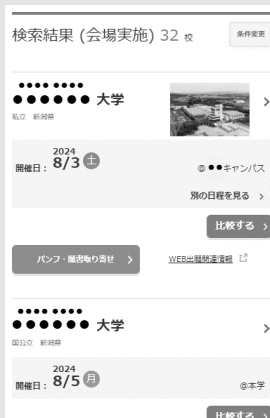 検索結果 (会場実施) 32 校
条件変更
●●●● ●●●●
●●●●●● 大学
私立 新潟県
開催日： 2024 8/3 土
@ ●●キャンパス
別の日程を見る
比較する
パンフ・願書取り寄せ
WEB出願関連情報
●●●● ●●●●
●●●●●● 大学
国公立 新潟県
開催日： 2024 8/5 月
@本学
比較する